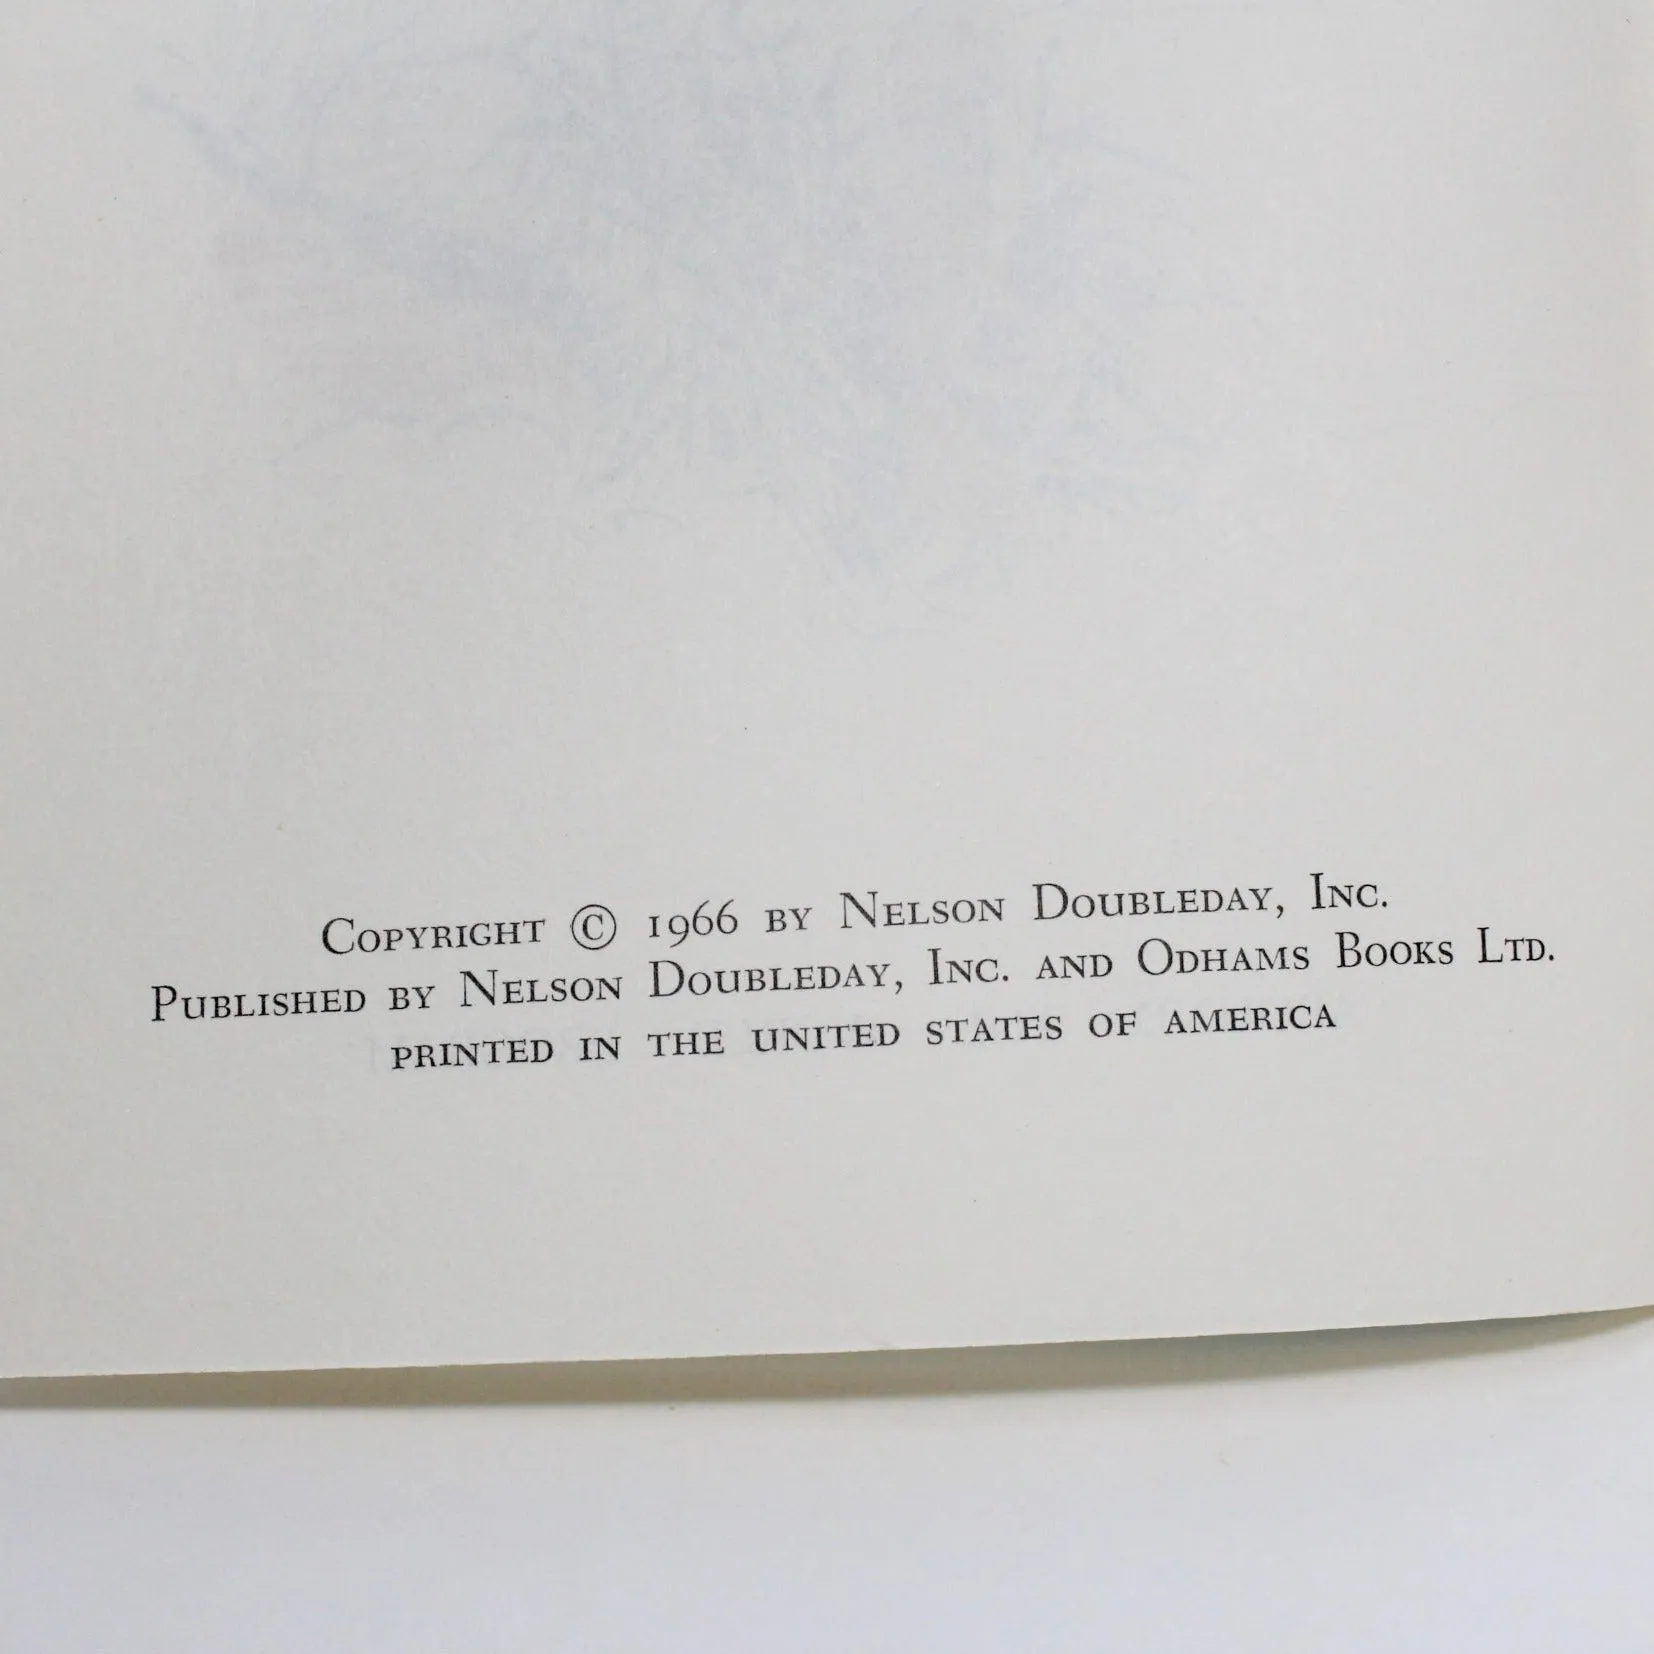 Copyright © 1966 by Nelson Doubleday, Inc.
Published by Nelson Doubleday, Inc. and Odhams Books Ltd.
printed in the united states of america